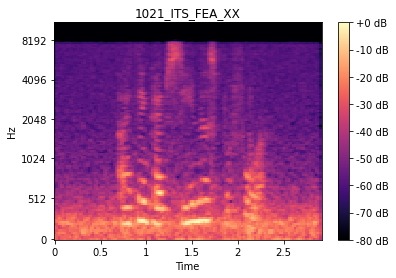 1021_ITS_FEA_XX
+0 dB
8192
-10 dB
4096
-20 dB
-30 dB
2048
Hz
-40 dB
1024
-50 dB
512
-60 dB
-70 dB
0
-80 dB
0 0.5 1 1.5 2 2.5
Time